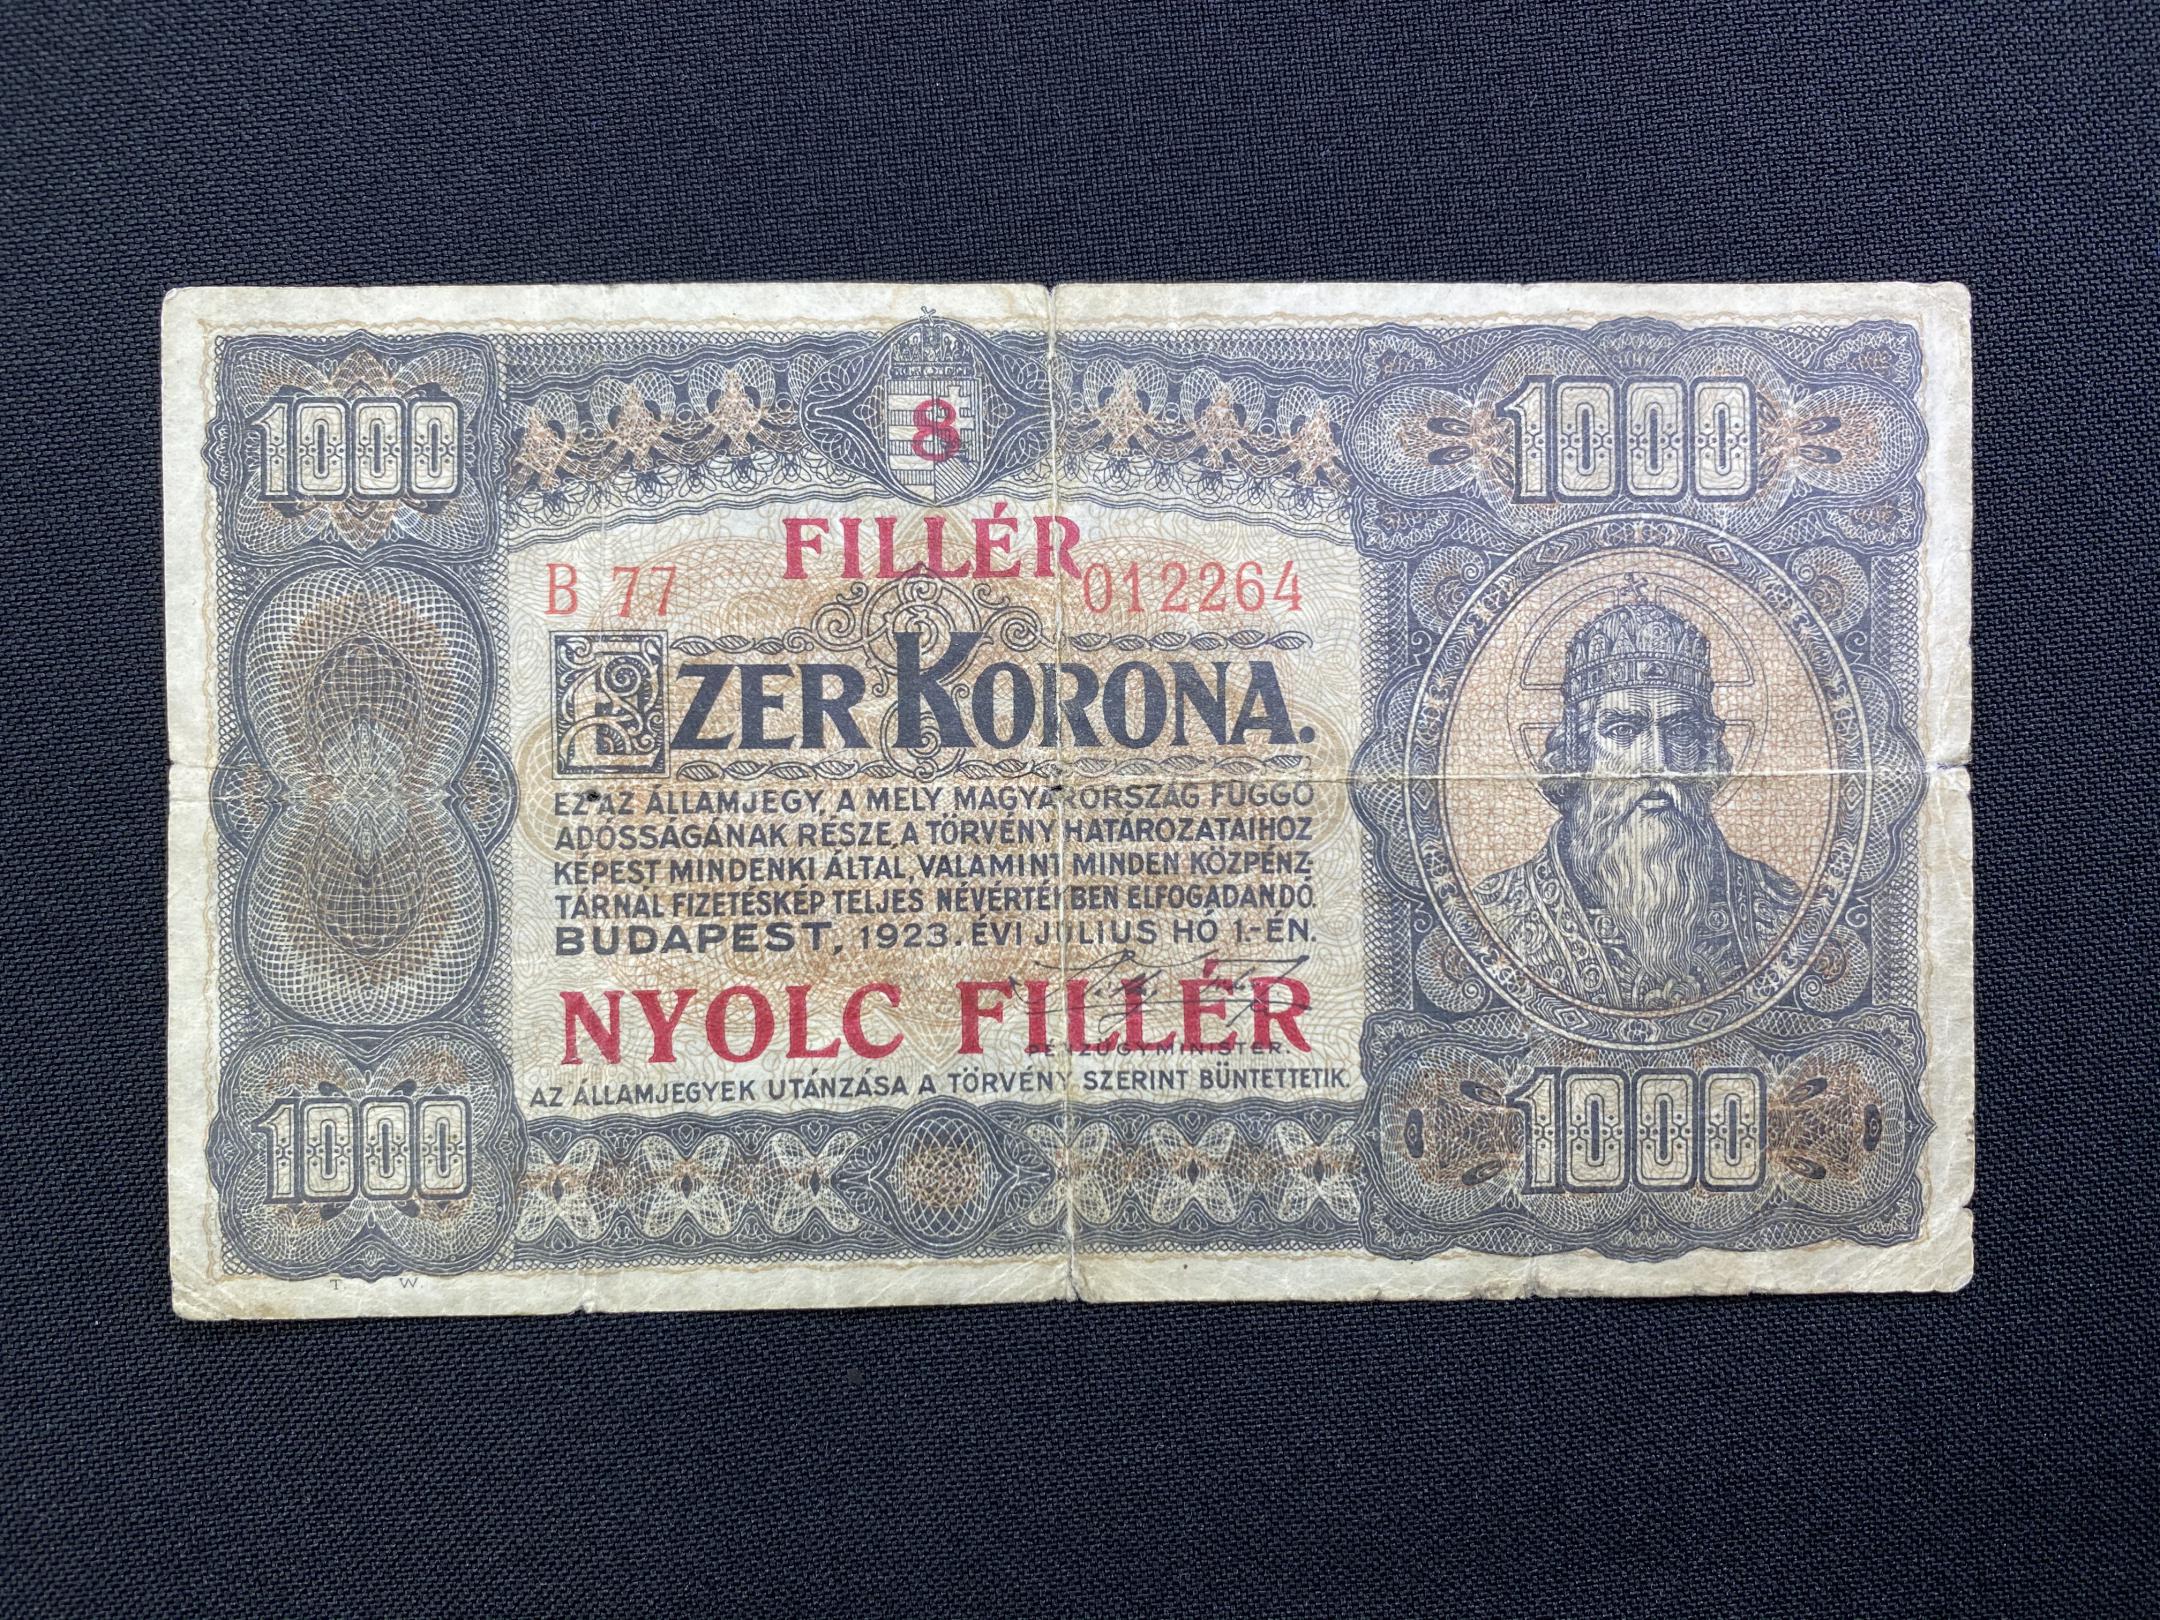 1000
8
1000
FILLÉR
B 77 012264
EZER KORONA.
EZ AZ ÁLLAMJEGY, A MELY MAGYARORSZÁG FÜGGŐ
ADÓSSÁGÁNAK RÉSZE, A TÖRVÉNY HATÁROZATAIHOZ
KÉPEST MINDENKI ÁLTAL, VALAMINT MINDEN KÖZPÉNZ-
TÁRNÁL FIZETÉSKÉP TELJES NÉVÉRTÉKBEN ELFOGADANDÓ.
BUDAPEST, 1923. ÉVI JÚLIUS HÓ 1.-ÉN.
NYOLC FILLÉR
PÉNZÜGYMINISTER.
AZ ÁLLAMJEGYEK UTÁNZÁSA A TÖRVÉNY SZERINT BÜNTETTETIK.
1000
1000
T. W.